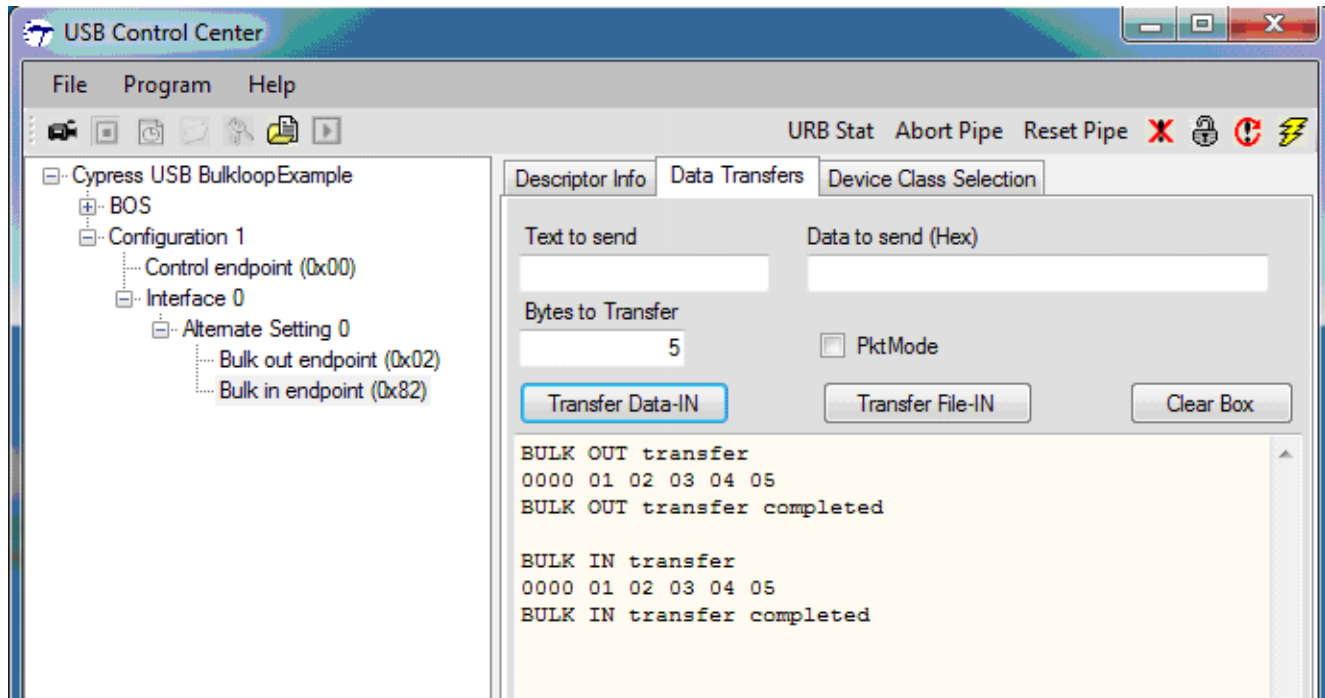 USB Control Center
File Program Help
URB Stat Abort Pipe Reset Pipe
Cypress USB BulkloopExample
BOS
Configuration 1
Control endpoint (0x00)
Interface 0
Alternate Setting 0
Bulk out endpoint (0x02)
Bulk in endpoint (0x82)
Descriptor Info Data Transfers Device Class Selection
Text to send Data to send (Hex)
Bytes to Transfer
5 PktMode
Transfer Data-IN Transfer File-IN Clear Box
BULK OUT transfer
0000 01 02 03 04 05
BULK OUT transfer completed
BULK IN transfer
0000 01 02 03 04 05
BULK IN transfer completed